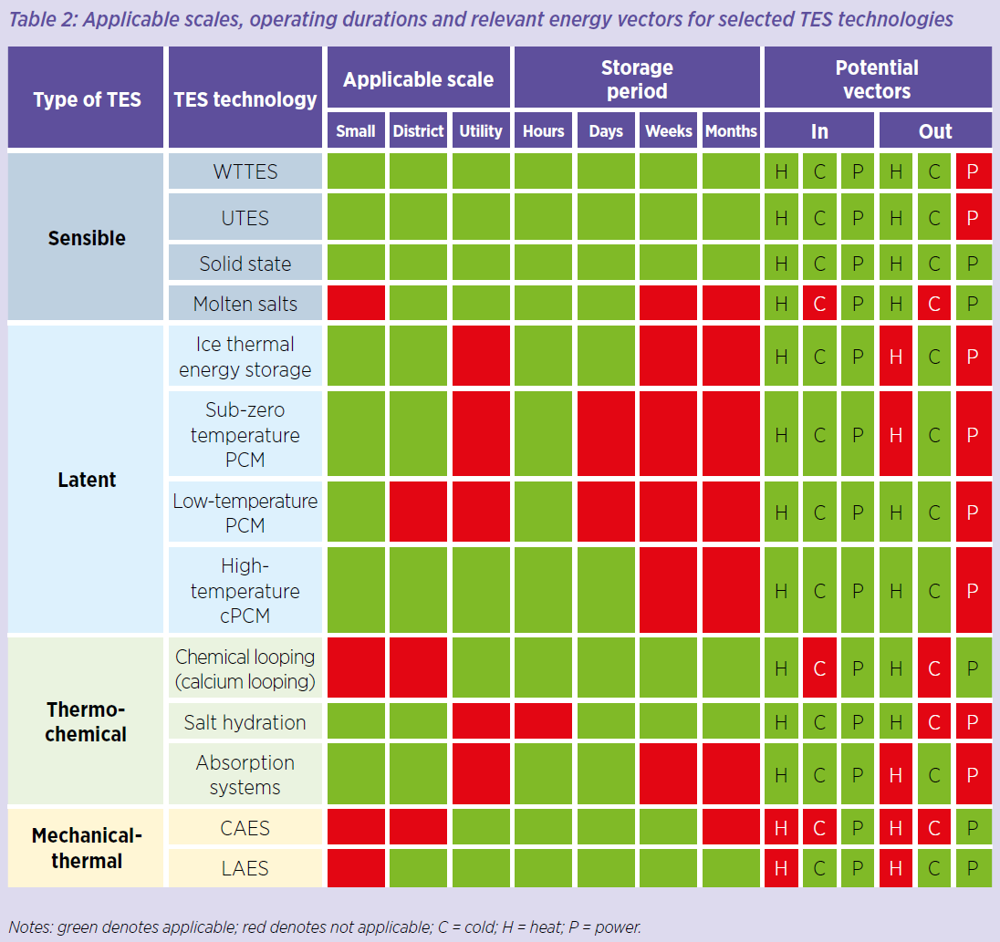 Table 2: Applicable scales, operating durations and relevant energy vectors for selected TES technologies
Type of TES
TES technology
Applicable scale
Storage
period
Potential
vectors
Small
District
Utility
Hours
Days
Weeks
Months
In
Out
Sensible
WTTES
H C P H C P
UTES
H C P H C P
Solid state
H C P H C P
Molten salts
H C P H C P
Latent
Ice thermal
energy storage
H C P H C P
Sub-zero
temperature
PCM
H C P H C P
Low-temperature
PCM
H C P H C P
High-
temperature
cPCM
H C P H C P
Thermo-
chemical
Chemical looping
(calcium looping)
H C P H C P
Salt hydration
H C P H C P
Absorption
systems
H C P H C P
Mechanical-
thermal
CAES
H C P H C P
LAES
H C P H C P
Notes: green denotes applicable; red denotes not applicable; C = cold; H = heat; P = power.